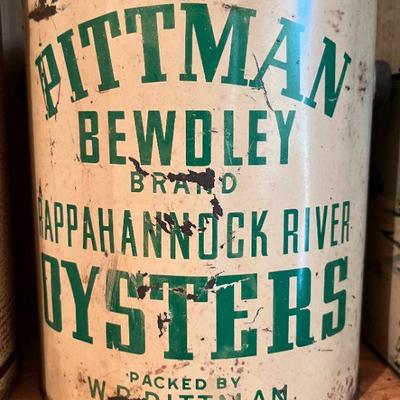 PITTMAN
BEWDLEY
BRAND
RAPPAHANNOCK RIVER
OYSTERS
PACKED BY
PITTMAN